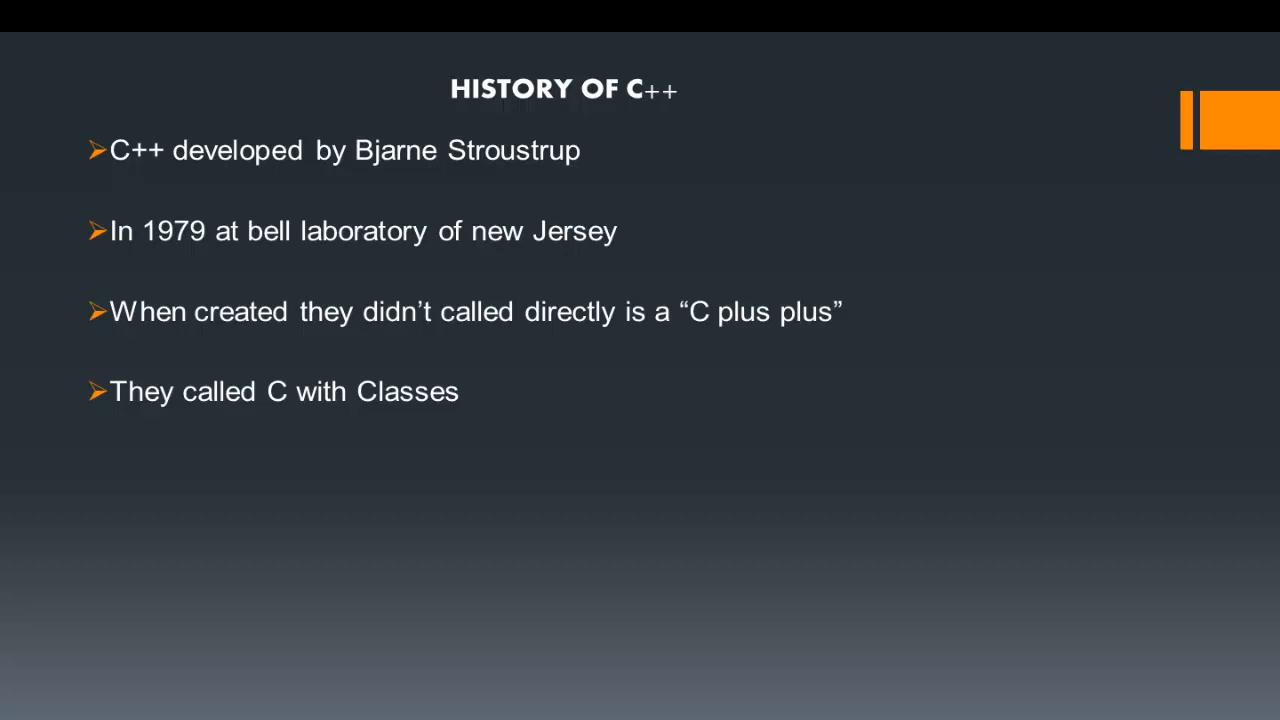 HISTORY OF C++
➢C++ developed by Bjarne Stroustrup
➢In 1979 at bell laboratory of new Jersey
➢When created they didn’t called directly is a “C plus plus”
➢They called C with Classes